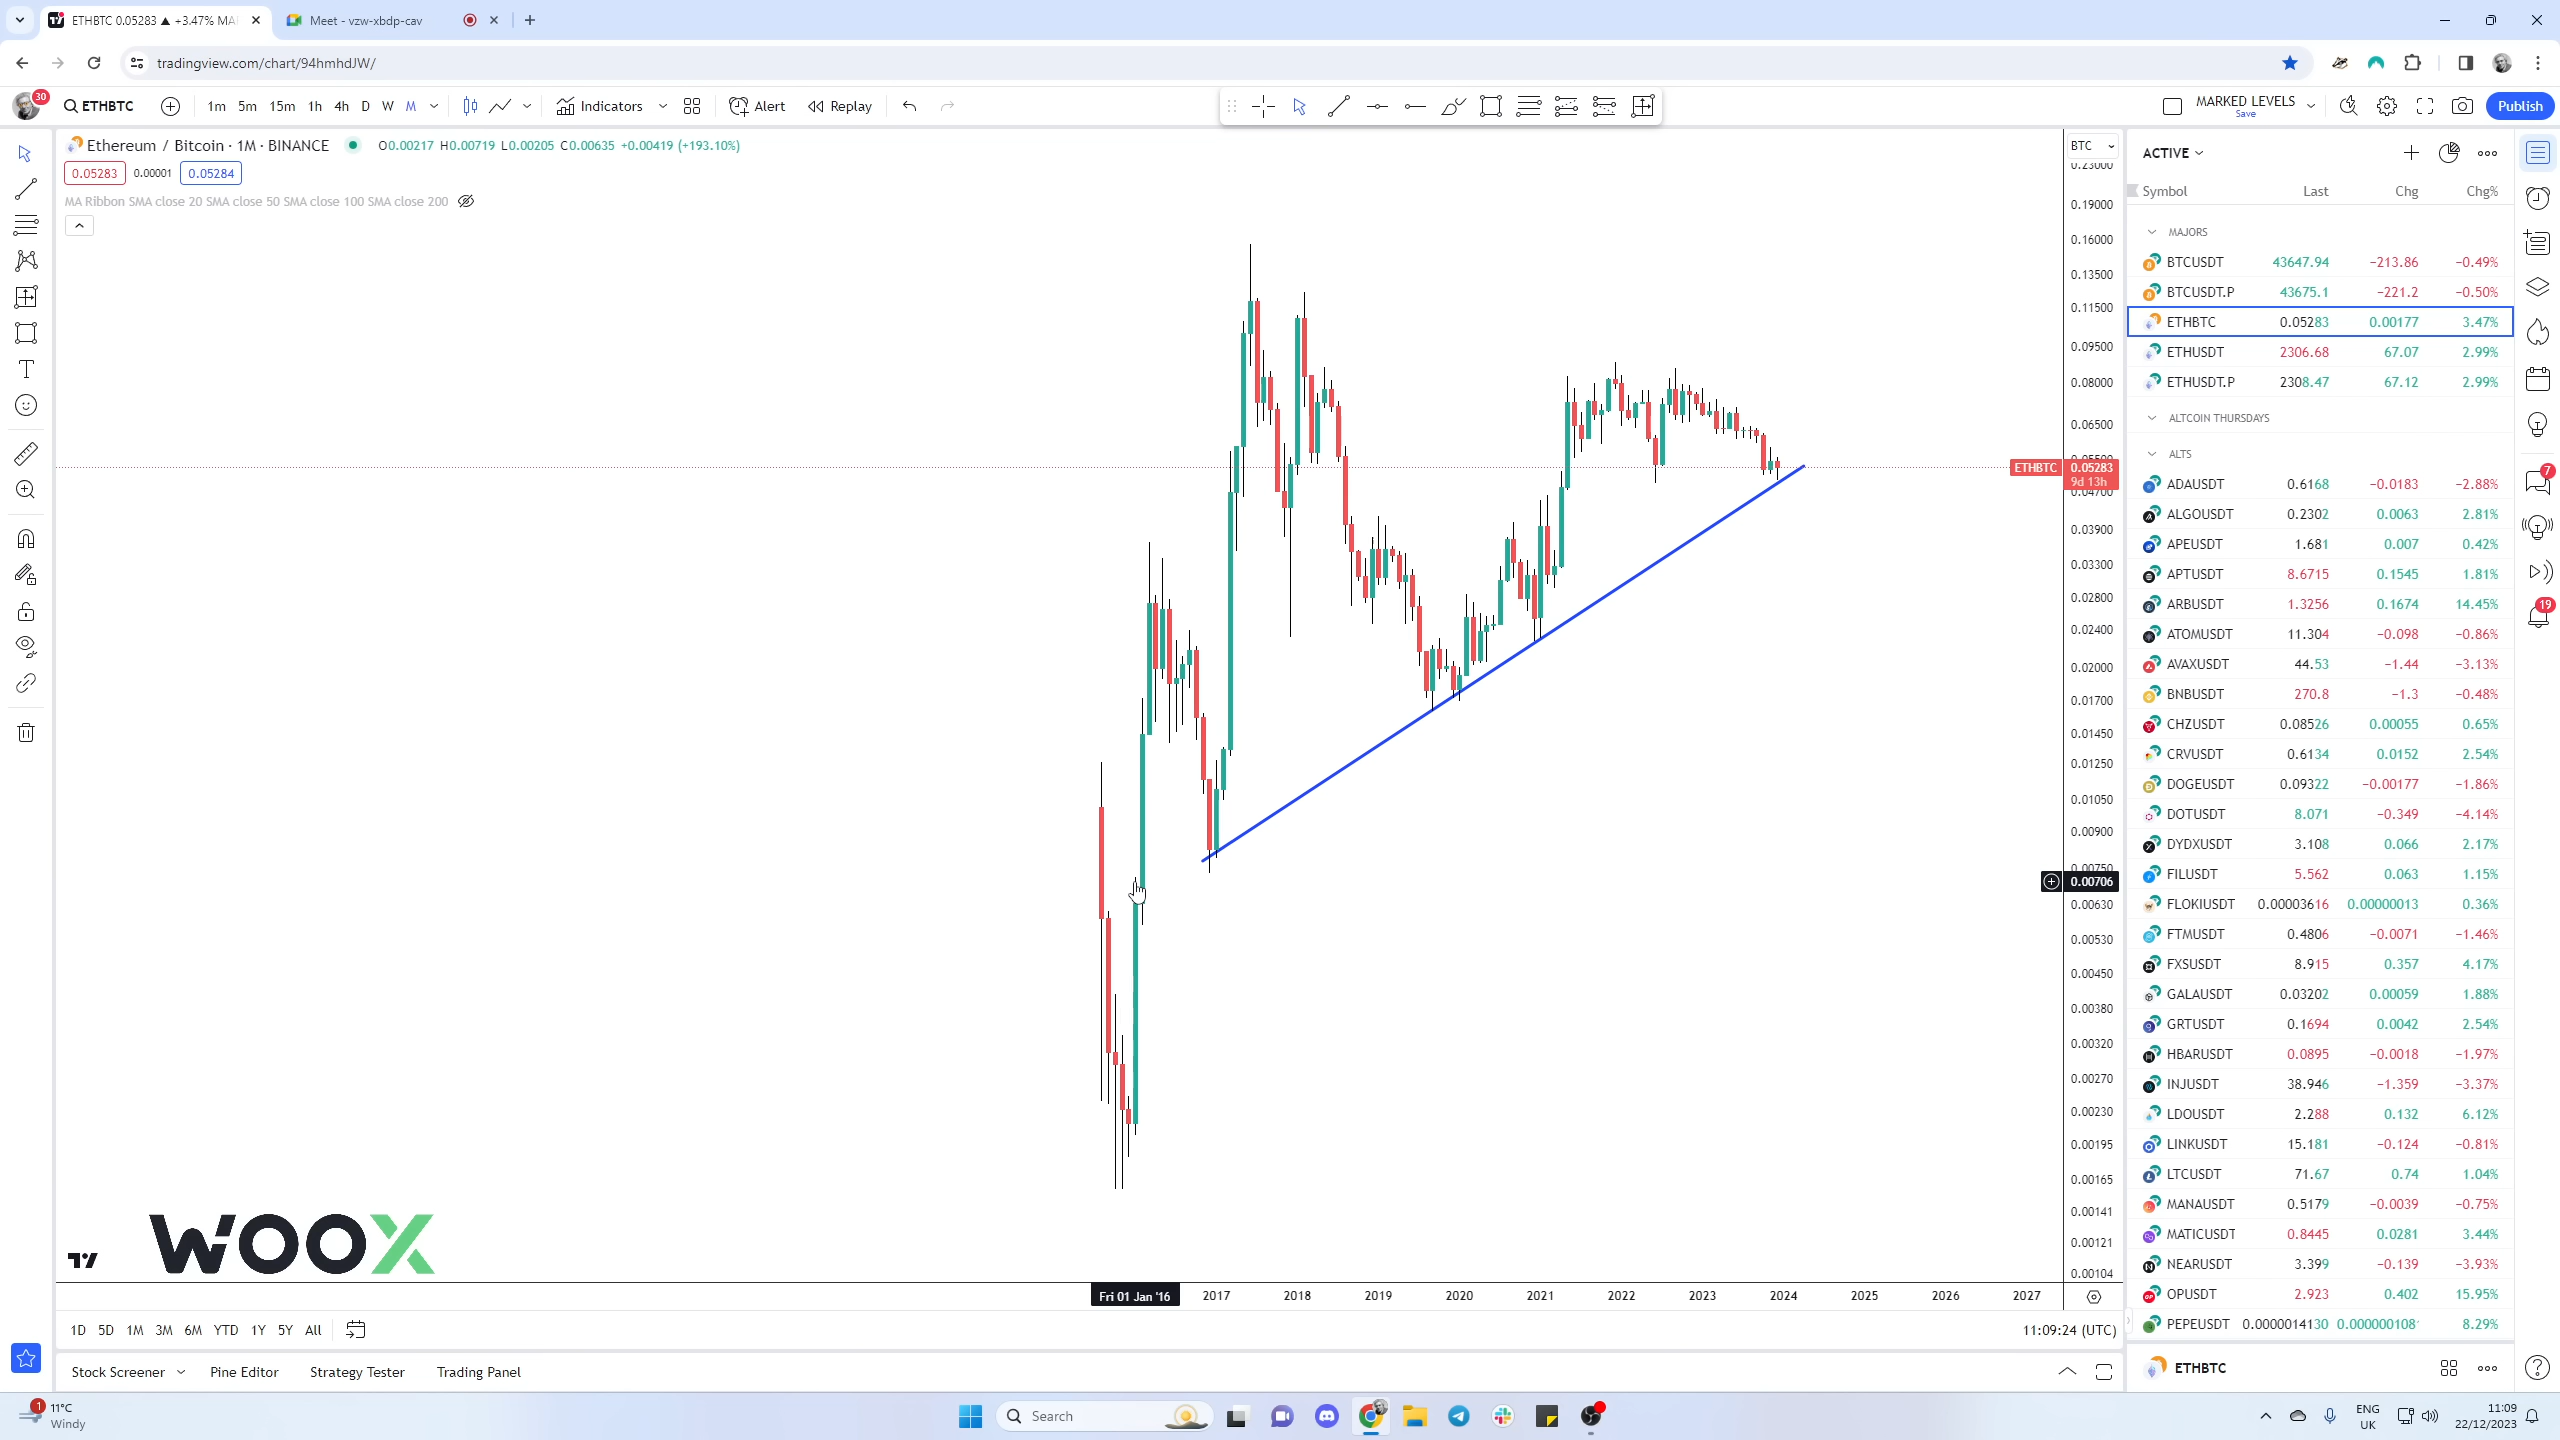 ETHBTC 0.05283 ▲ +3.47% MA
Meet - vzw-xbdp-cav
tradingview.com/chart/94hmhdJW/
30
ETHBTC
1m 5m 15m 1h 4h D W M
Indicators
Alert
Replay
MARKED LEVELS
Save
Publish
Ethereum / Bitcoin · 1M · BINANCE
O0.00217 H0.00719 L0.00205 C0.00635 +0.00419 (+193.10%)
0.05283 0.00001 0.05284
MA Ribbon SMA close 20 SMA close 50 SMA close 100 SMA close 200
BTC
0.23000
0.19000
0.16000
0.13500
0.11500
0.09500
0.08000
0.06500
ETHBTC 0.05283
9d 13h
0.04700
0.03900
0.03300
0.02800
0.02400
0.02000
0.01700
0.01450
0.01250
0.01050
0.00900
0.00750
0.00706
0.00630
0.00530
0.00450
0.00380
0.00320
0.00270
0.00230
0.00195
0.00165
0.00141
0.00121
0.00104
WOOX
Fri 01 Jan '16 2017 2018 2019 2020 2021 2022 2023 2024 2025 2026 2027
1D 5D 1M 3M 6M YTD 1Y 5Y All
11:09:24 (UTC)
Stock Screener Pine Editor Strategy Tester Trading Panel
ACTIVE
Symbol Last Chg Chg%
MAJORS
BTCUSDT 43647.94 −213.86 −0.49%
BTCUSDT.P 43675.1 −221.2 −0.50%
ETHBTC 0.05283 0.00177 3.47%
ETHUSDT 2306.68 67.07 2.99%
ETHUSDT.P 2308.47 67.12 2.99%
ALTCOIN THURSDAYS
ALTS
ADAUSDT 0.6168 −0.0183 −2.88%
ALGOUSDT 0.2302 0.0063 2.81%
APEUSDT 1.681 0.007 0.42%
APTUSDT 8.6715 0.1545 1.81%
ARBUSDT 1.3256 0.1674 14.45%
ATOMUSDT 11.304 −0.098 −0.86%
AVAXUSDT 44.53 −1.44 −3.13%
BNBUSDT 270.8 −1.3 −0.48%
CHZUSDT 0.08526 0.00055 0.65%
CRVUSDT 0.6134 0.0152 2.54%
DOGEUSDT 0.09322 −0.00177 −1.86%
DOTUSDT 8.071 −0.349 −4.14%
DYDXUSDT 3.108 0.066 2.17%
FILUSDT 5.562 0.063 1.15%
FLOKIUSDT 0.00003616 0.00000013 0.36%
FTMUSDT 0.4806 −0.0071 −1.46%
FXSUSDT 8.915 0.357 4.17%
GALAUSDT 0.03202 0.00059 1.88%
GRTUSDT 0.1694 0.0042 2.54%
HBARUSDT 0.0895 −0.0018 −1.97%
INJUSDT 38.946 −1.359 −3.37%
LDOUSDT 2.288 0.132 6.12%
LINKUSDT 15.181 −0.124 −0.81%
LTCUSDT 71.67 0.74 1.04%
MANAUSDT 0.5179 −0.0039 −0.75%
MATICUSDT 0.8445 0.0281 3.44%
NEARUSDT 3.399 −0.139 −3.93%
OPUSDT 2.923 0.402 15.95%
PEPEUSDT 0.0000014130 0.000000108 8.29%
ETHBTC
7
19
1
11°C
Windy
Search
ENG
UK
11:09
22/12/2023